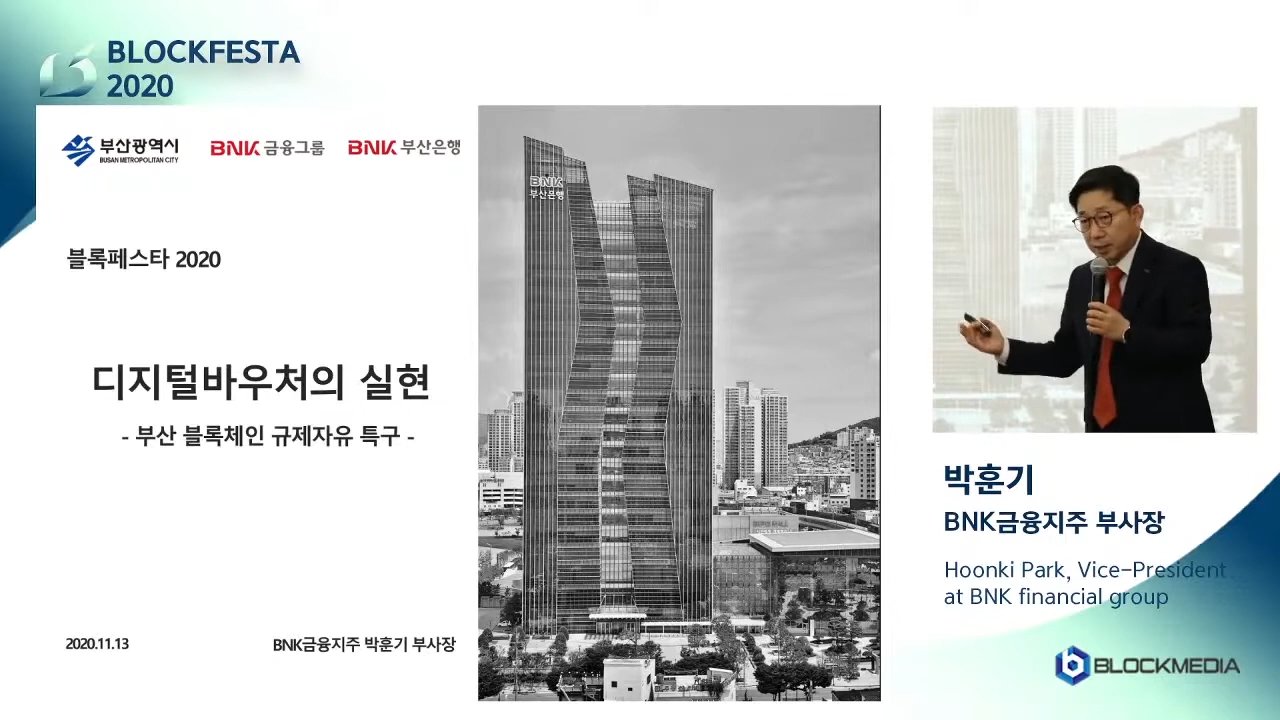 BLOCKFESTA
2020
부산광역시
BUSAN METROPOLITAN CITY
BNK 금융그룹
BNK 부산은행
블록페스타 2020
디지털바우처의 실현
- 부산 블록체인 규제자유 특구 -
2020.11.13
BNK금융지주 박훈기 부사장
BNK
부산은행
박훈기
BNK금융지주 부사장
Hoonki Park, Vice-President
at BNK financial group
BLOCKMEDIA